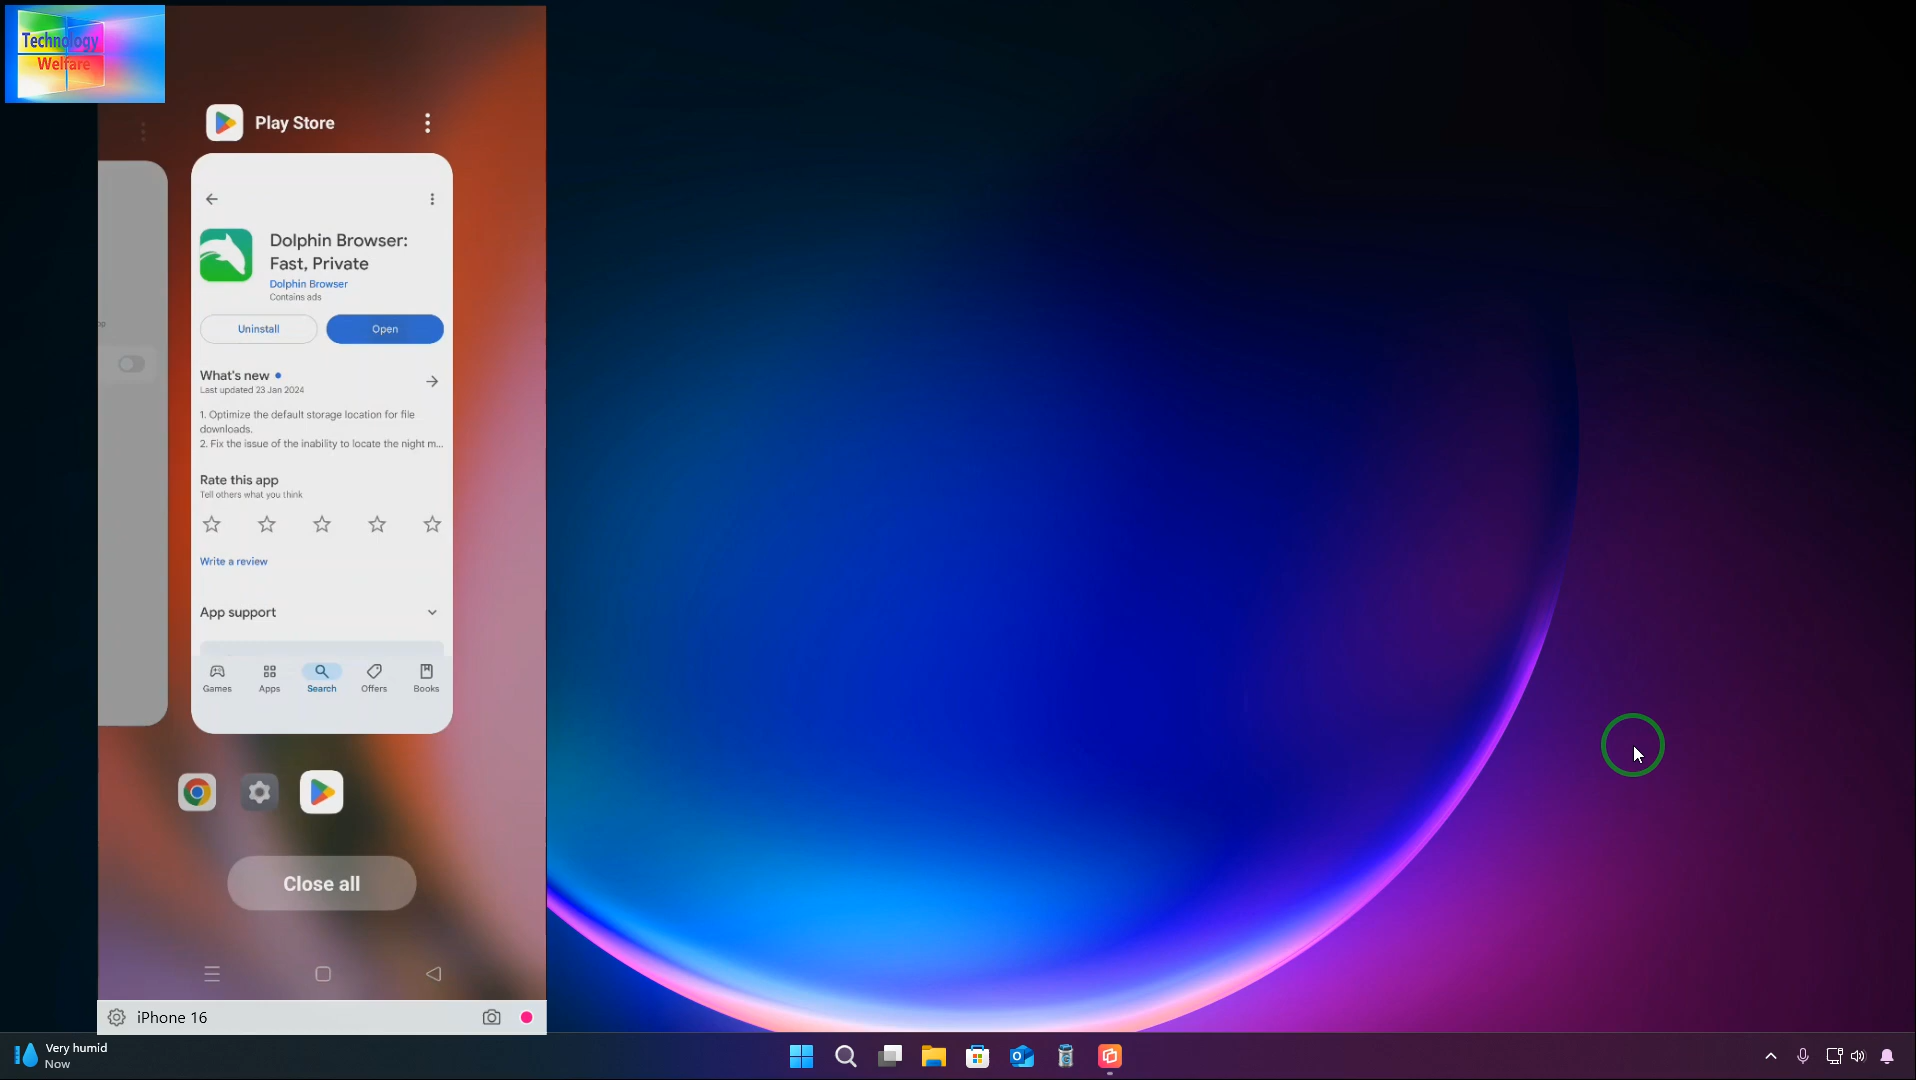 Technology
Welfare
Play Store
Dolphin Browser:
Fast, Private
Dolphin Browser
Contains ads
Uninstall
Open
What's new
Last updated 23 Jan 2024
1. Optimize the default storage location for file
downloads.
2. Fix the issue of the inability to locate the night m...
Rate this app
Tell others what you think
Write a review
App support
Games
Apps
Search
Offers
Books
Close all
iPhone 16
Very humid
Now